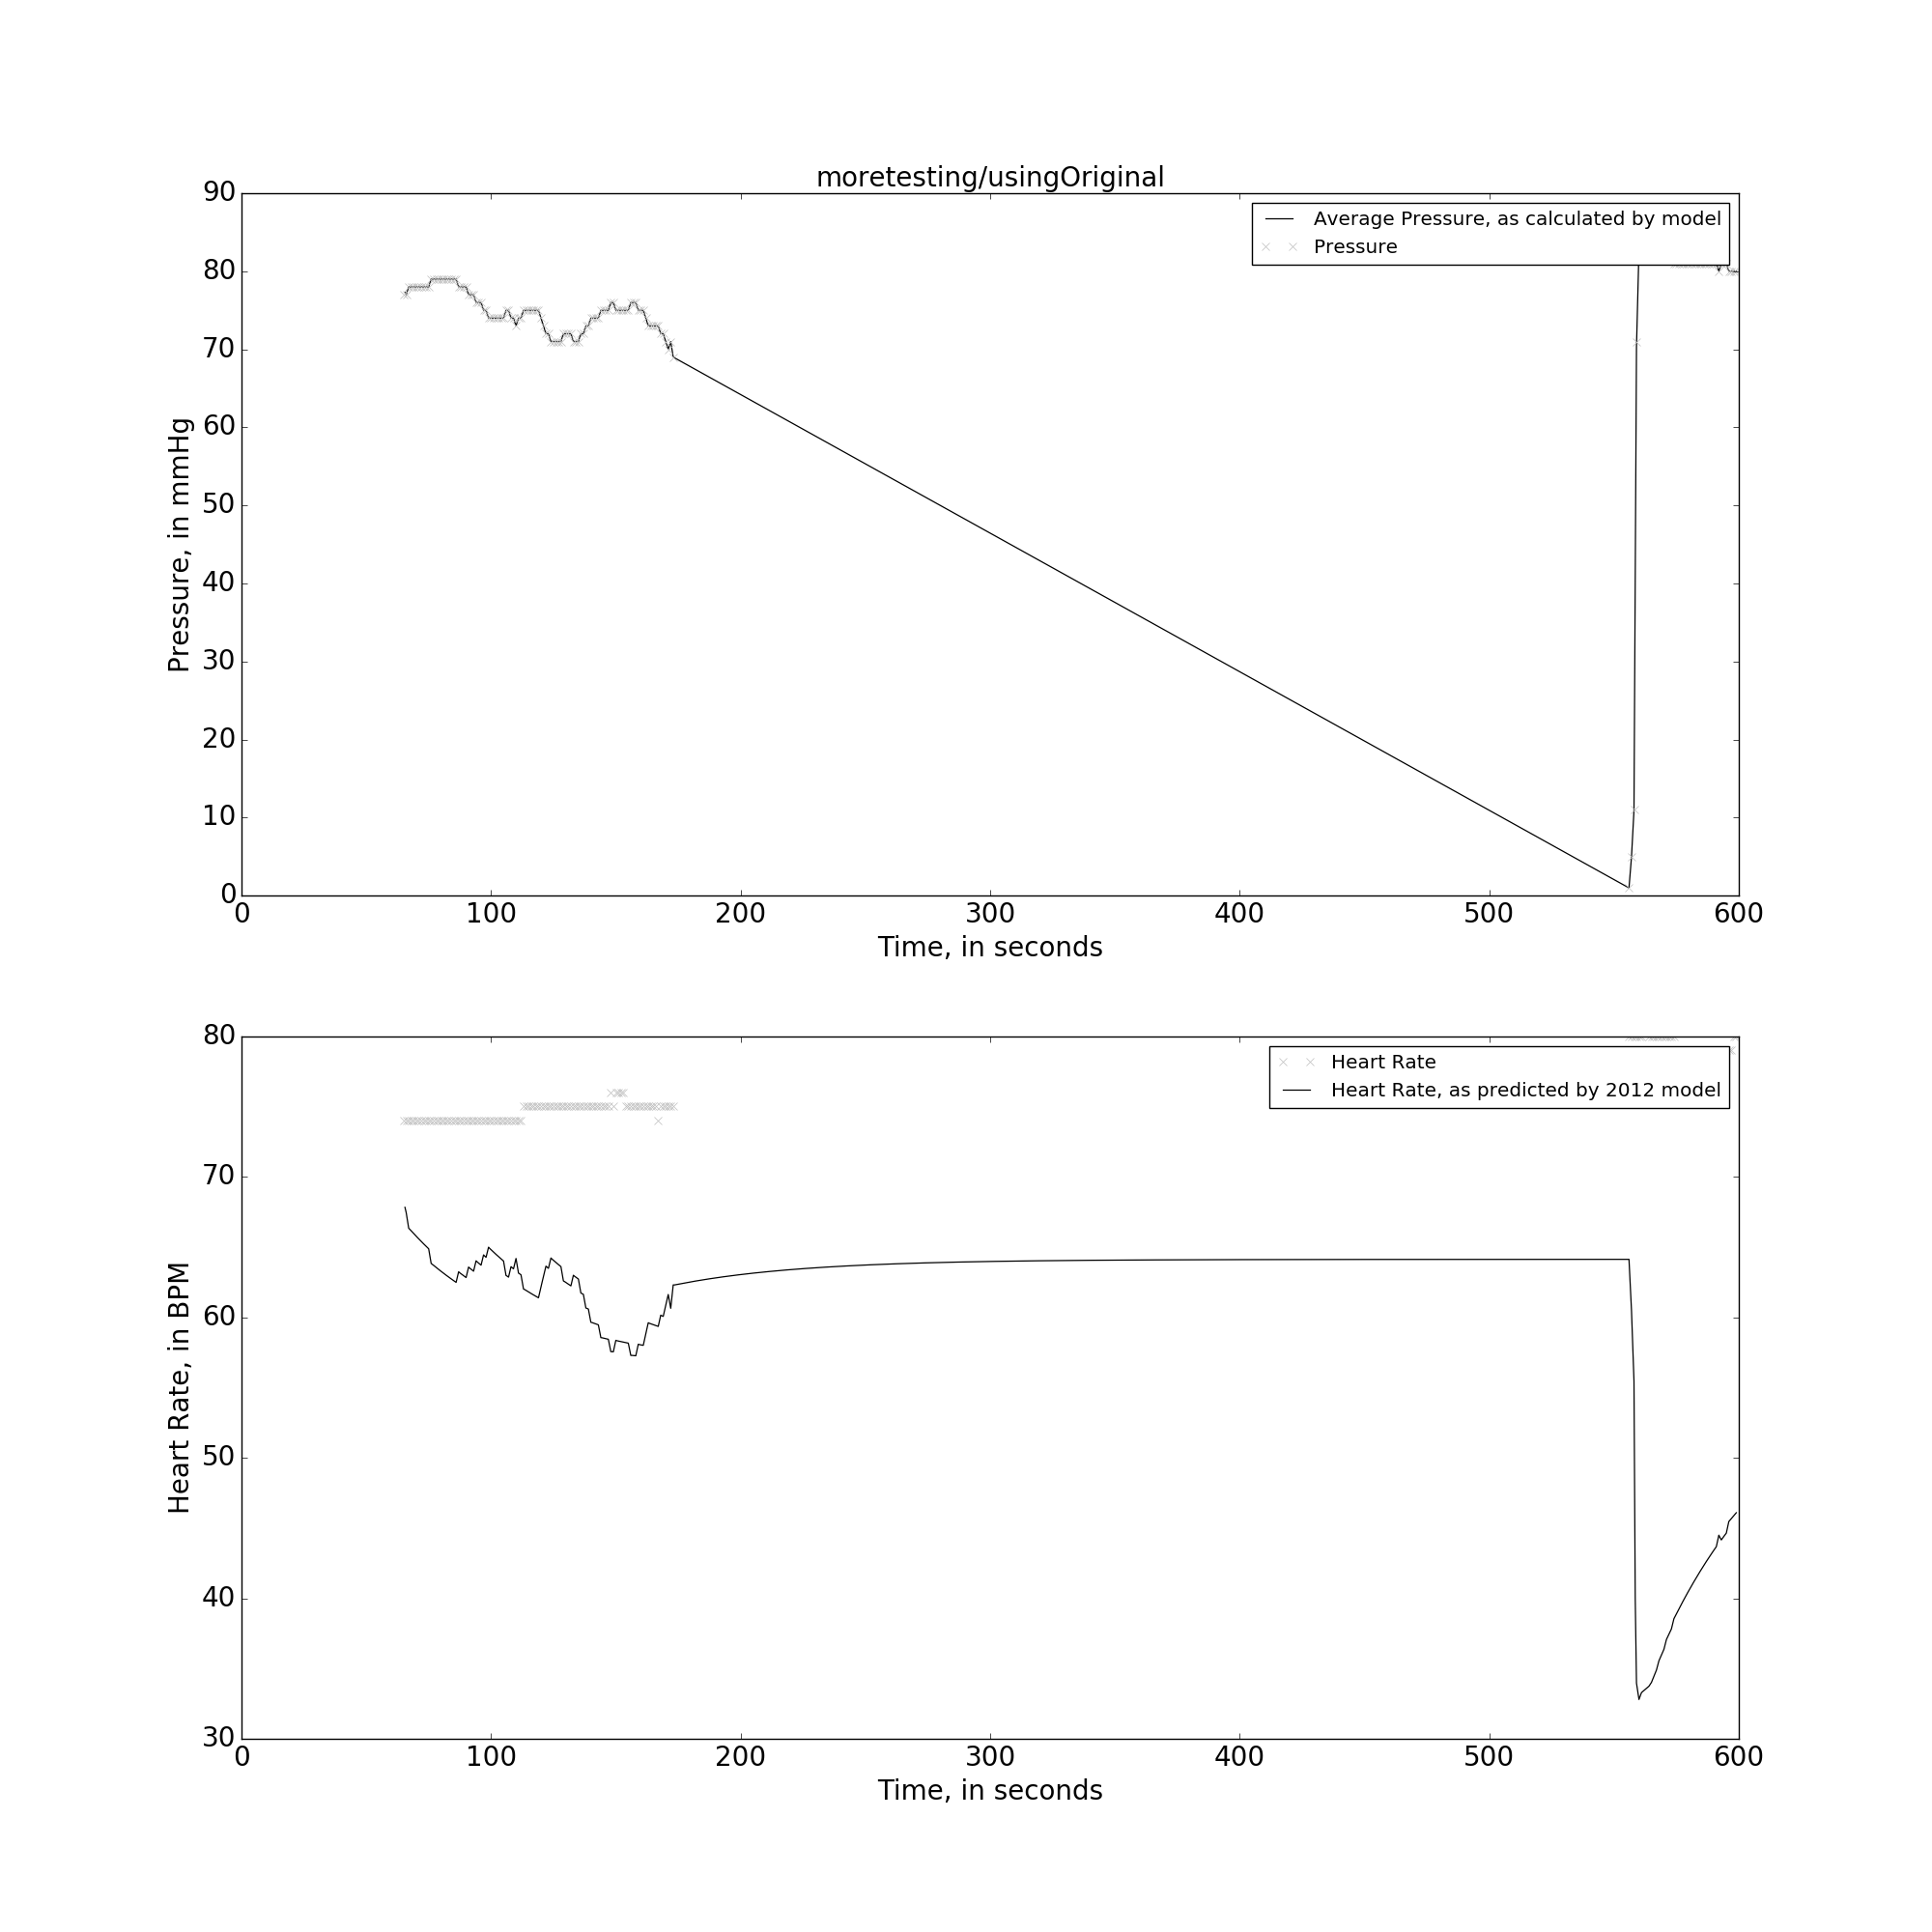 moretesting/usingOriginal
90
80
70
60
50
40
30
20
10
0
Pressure, in mmHg
Average Pressure, as calculated by model
Pressure
0 100 200 300 400 500 600
Time, in seconds
80
70
60
50
40
30
Heart Rate, in BPM
Heart Rate
Heart Rate, as predicted by 2012 model
0 100 200 300 400 500 600
Time, in seconds